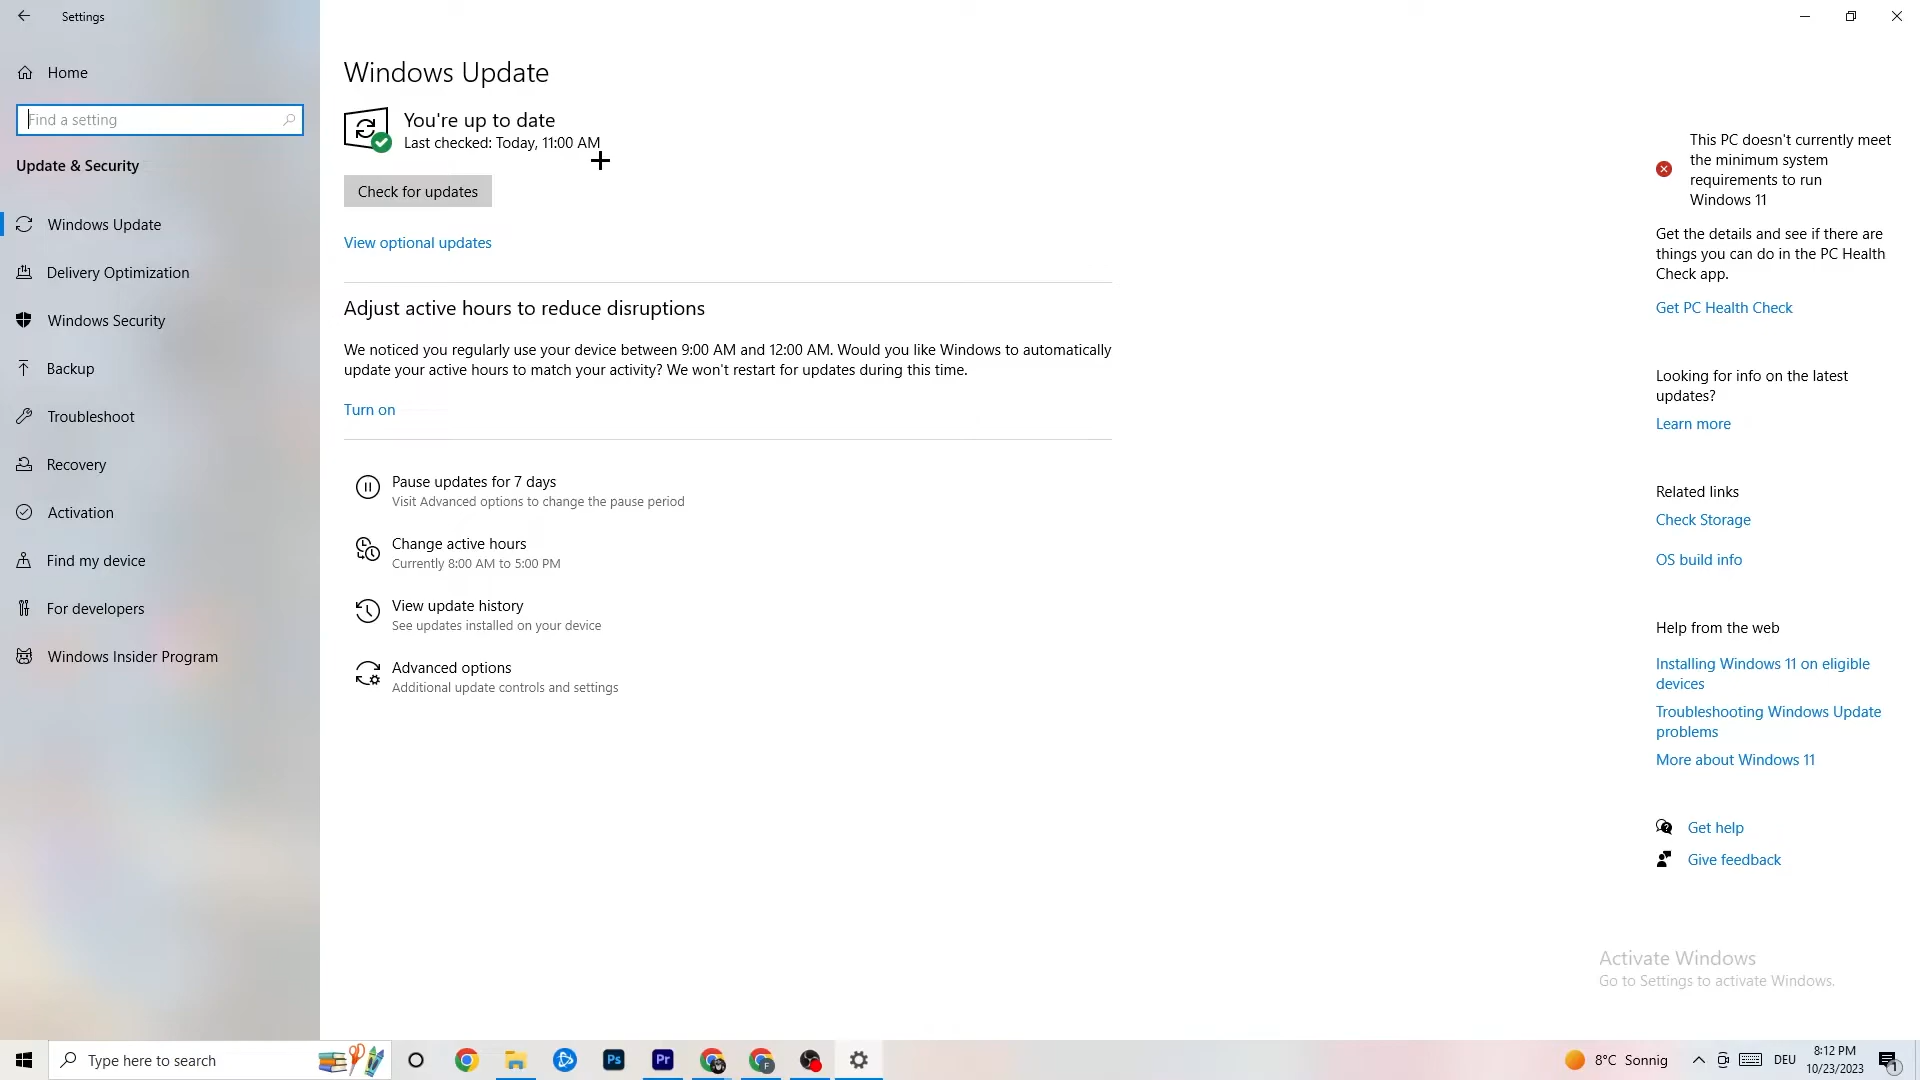 Settings
Home
Find a setting
Update & Security
Windows Update
Delivery Optimization
Windows Security
Backup
Troubleshoot
Recovery
Activation
Find my device
For developers
Windows Insider Program
Windows Update
You're up to date
Last checked: Today, 11:00 AM
Check for updates
View optional updates
Adjust active hours to reduce disruptions
We noticed you regularly use your device between 9:00 AM and 12:00 AM. Would you like Windows to automatically
update your active hours to match your activity? We won't restart for updates during this time.
Turn on
Pause updates for 7 days
Visit Advanced options to change the pause period
Change active hours
Currently 8:00 AM to 5:00 PM
View update history
See updates installed on your device
Advanced options
Additional update controls and settings
This PC doesn't currently meet
the minimum system
requirements to run
Windows 11
Get the details and see if there are
things you can do in the PC Health
Check app.
Get PC Health Check
Looking for info on the latest
updates?
Learn more
Related links
Check Storage
OS build info
Help from the web
Installing Windows 11 on eligible
devices
Troubleshooting Windows Update
problems
More about Windows 11
Get help
Give feedback
Activate Windows
Go to Settings to activate Windows.
Type here to search
Ps
Pr
F
8°C Sonnig
DEU
8:12 PM
10/23/2023
1